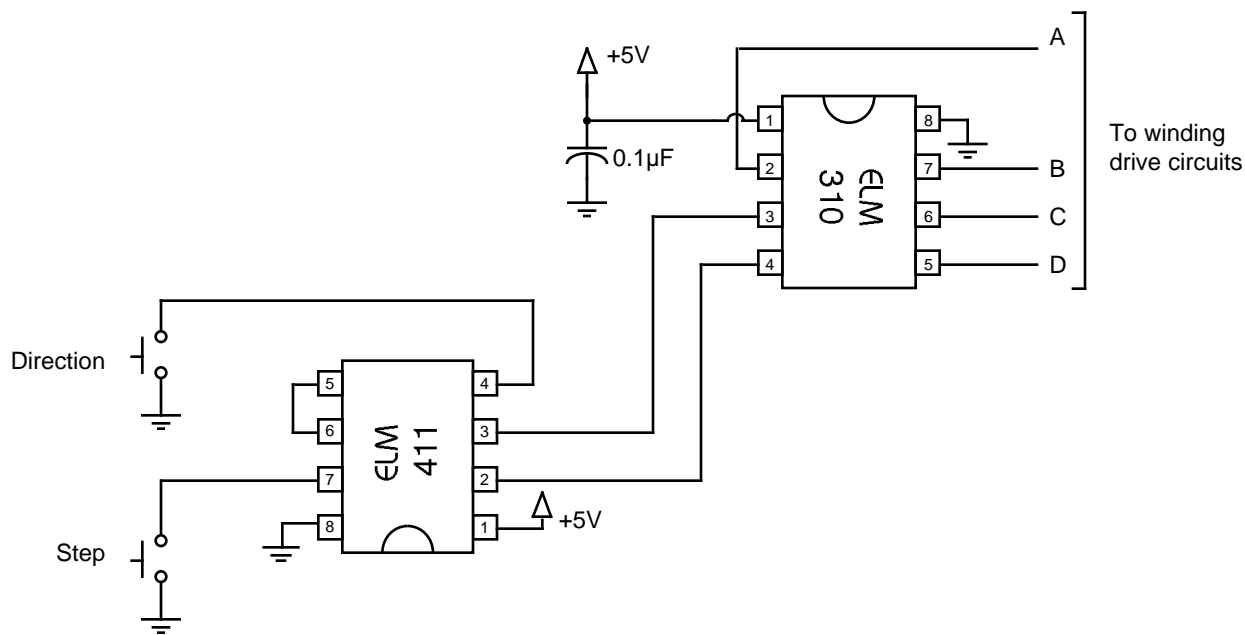 A
+5V
1
8
To winding
drive circuits
0.1µF
2
7
B
ELM
310
3
6
C
4
5
D
Direction
5
4
6
3
ELM
411
7
2
+5V
8
1
Step